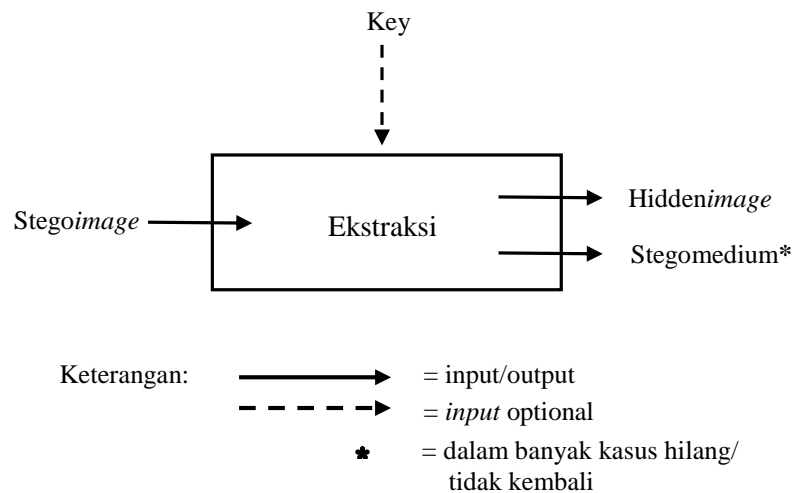 Key
Stegoimage
Ekstraksi
Hiddenimage
Stegomedium*
Keterangan:
= input/output
= input optional
* = dalam banyak kasus hilang/
tidak kembali